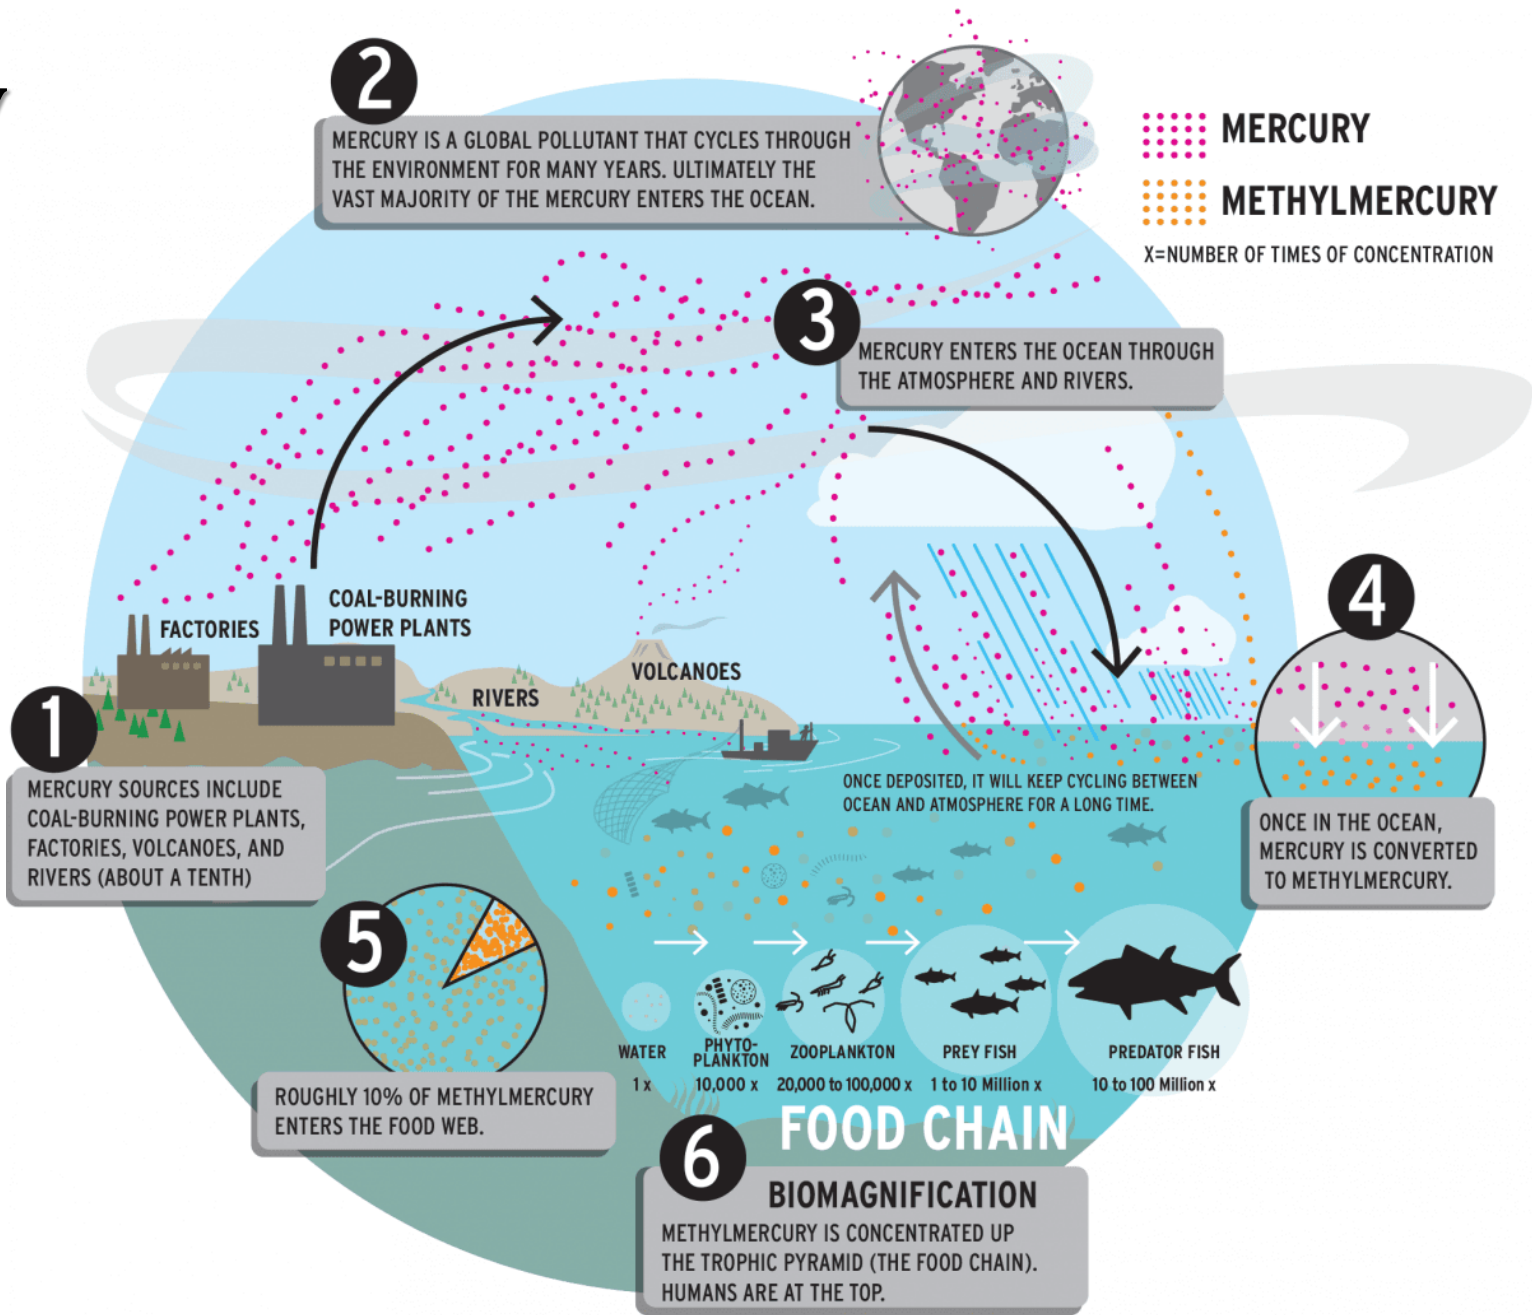 2
MERCURY IS A GLOBAL POLLUTANT THAT CYCLES THROUGH
THE ENVIRONMENT FOR MANY YEARS. ULTIMATELY THE
VAST MAJORITY OF THE MERCURY ENTERS THE OCEAN.
MERCURY
METHYLMERCURY
X=NUMBER OF TIMES OF CONCENTRATION
3
MERCURY ENTERS THE OCEAN THROUGH
THE ATMOSPHERE AND RIVERS.
FACTORIES
COAL-BURNING
POWER PLANTS
RIVERS
VOLCANOES
1
MERCURY SOURCES INCLUDE
COAL-BURNING POWER PLANTS,
FACTORIES, VOLCANOES, AND
RIVERS (ABOUT A TENTH)
ONCE DEPOSITED, IT WILL KEEP CYCLING BETWEEN
OCEAN AND ATMOSPHERE FOR A LONG TIME.
4
ONCE IN THE OCEAN,
MERCURY IS CONVERTED
TO METHYLMERCURY.
5
ROUGHLY 10% OF METHYLMERCURY
ENTERS THE FOOD WEB.
WATER
1 x
PHYTO-
PLANKTON
10,000 x
ZOOPLANKTON
20,000 to 100,000 x
PREY FISH
1 to 10 Million x
PREDATOR FISH
10 to 100 Million x
FOOD CHAIN
6
BIOMAGNIFICATION
METHYLMERCURY IS CONCENTRATED UP
THE TROPHIC PYRAMID (THE FOOD CHAIN).
HUMANS ARE AT THE TOP.